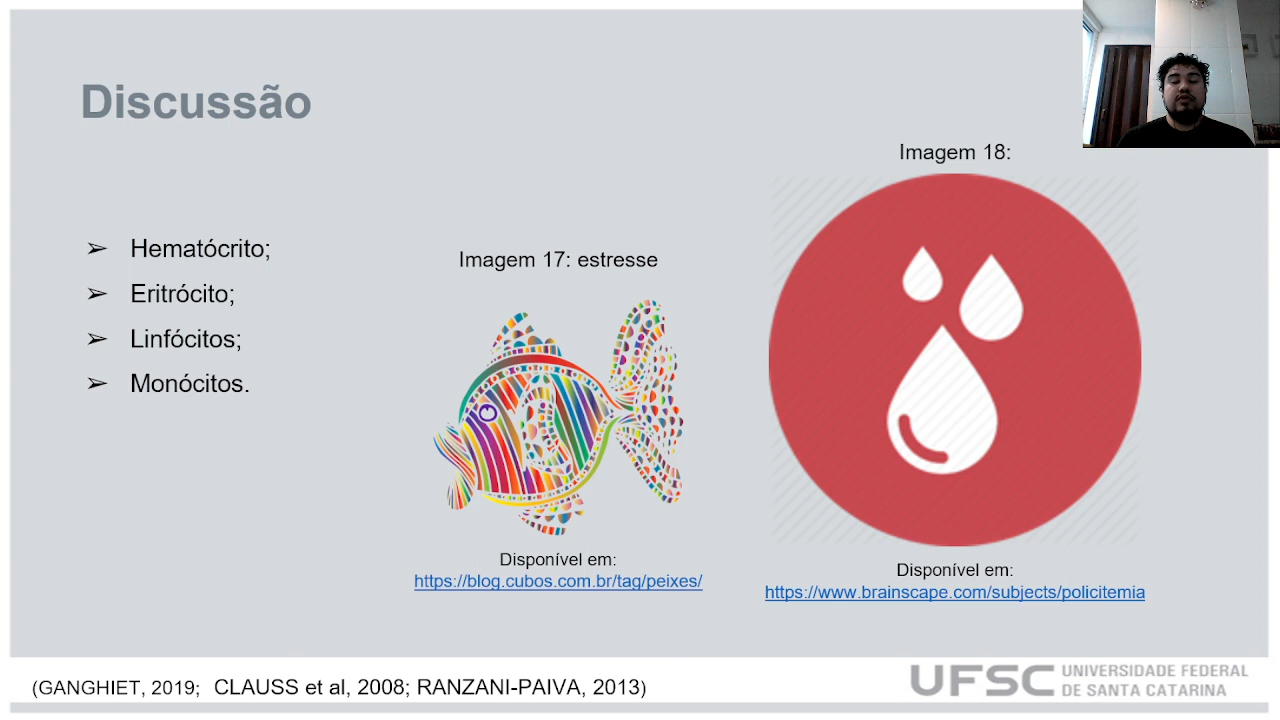 Discussão
➢ Hematócrito;
➢ Eritrócito;
➢ Linfócitos;
➢ Monócitos.
Imagem 17: estresse
Disponível em:
https://blog.cubos.com.br/tag/peixes/
Imagem 18:
Disponível em:
https://www.brainscape.com/subjects/policitemia
(GANGHIET, 2019; CLAUSS et al, 2008; RANZANI-PAIVA, 2013)
UFSC UNIVERSIDADE FEDERAL
DE SANTA CATARINA